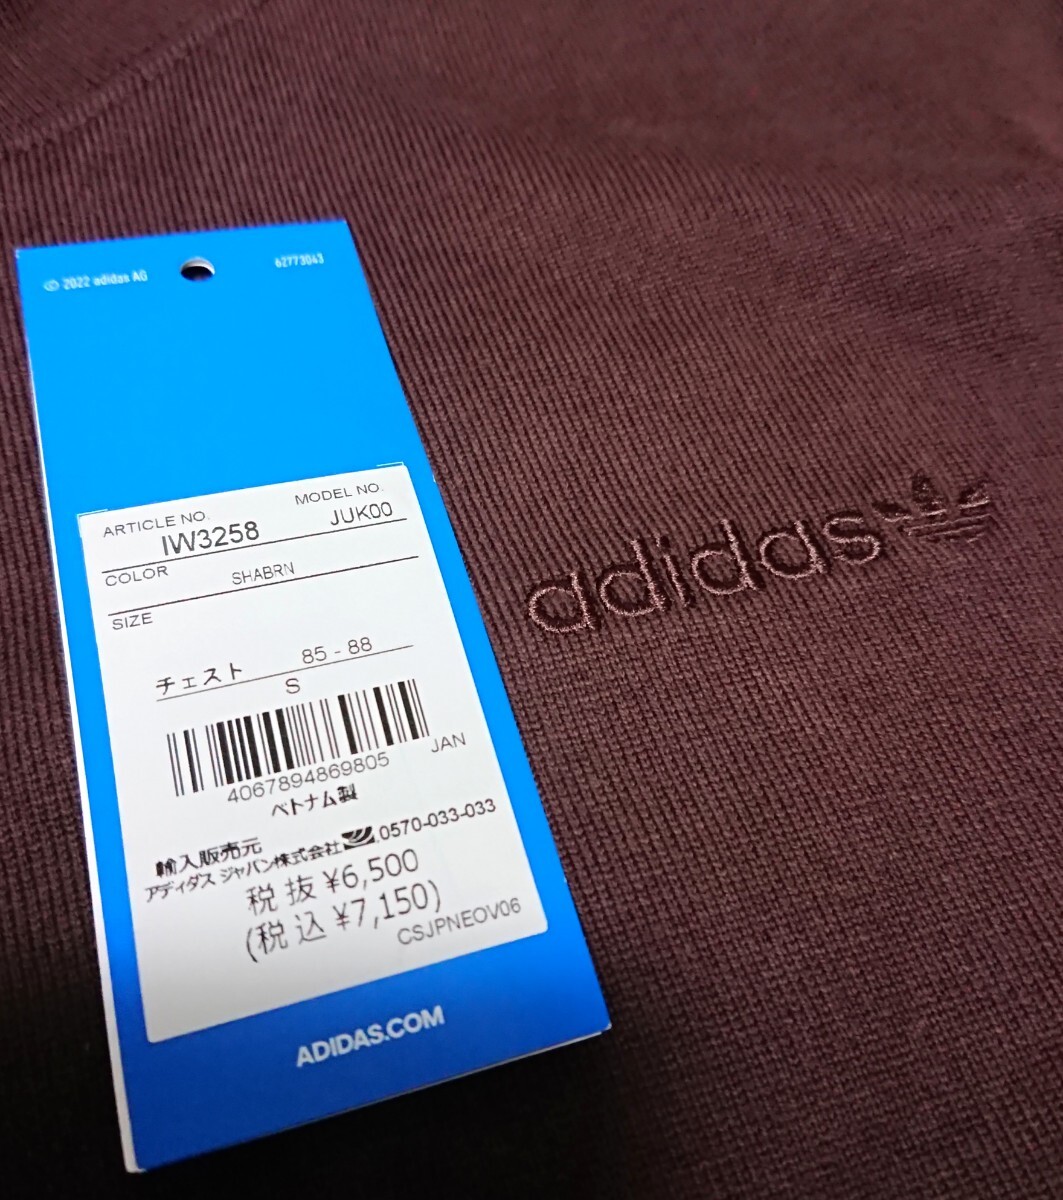 © 2022 adidas AG 62773043
ARTICLE NO. MODEL NO.
IW3258 JUK00
COLOR SHABRN
SIZE
チェスト 85 - 88
S
JAN
4067894869805
ベトナム製
輸入販売元
アディダス ジャパン株式会社 0570-033-033
税抜 ¥6,500
(税込 ¥7,150)
CSJPNEOV06
ADIDAS.COM
adidas